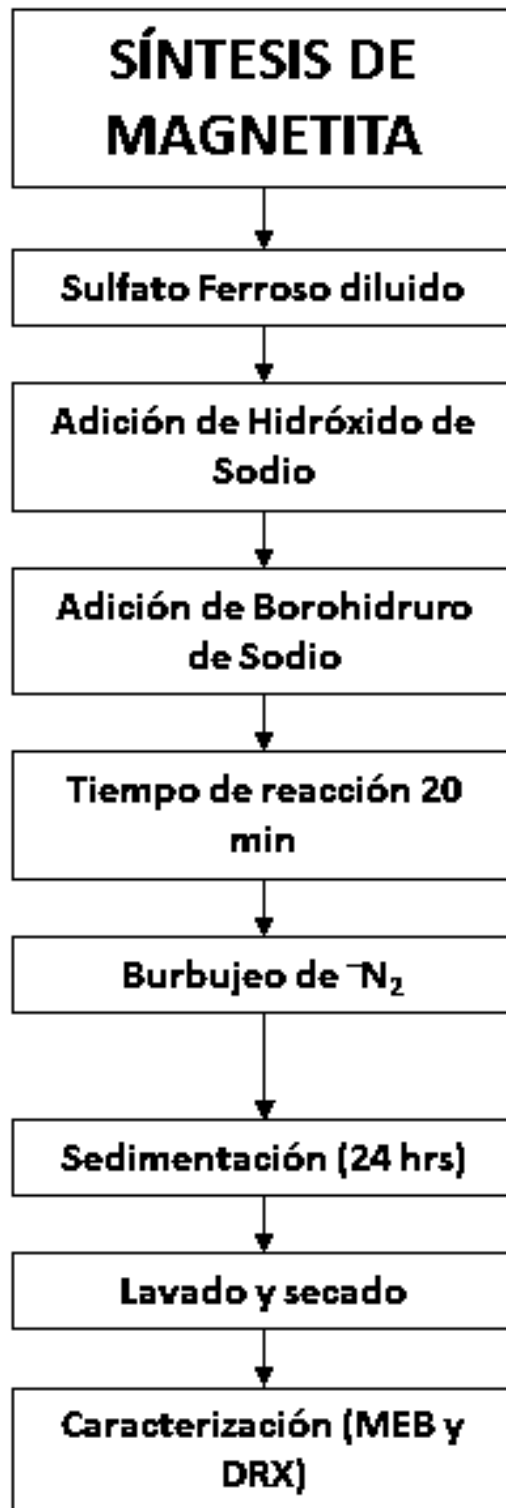 SÍNTESIS DE
MAGNETITA
Sulfato Ferroso diluido
Adición de Hidróxido de
Sodio
Adición de Borohidruro
de Sodio
Tiempo de reacción 20
min
Burbujeo de ⁻N₂
Sedimentación (24 hrs)
Lavado y secado
Caracterización (MEB y
DRX)